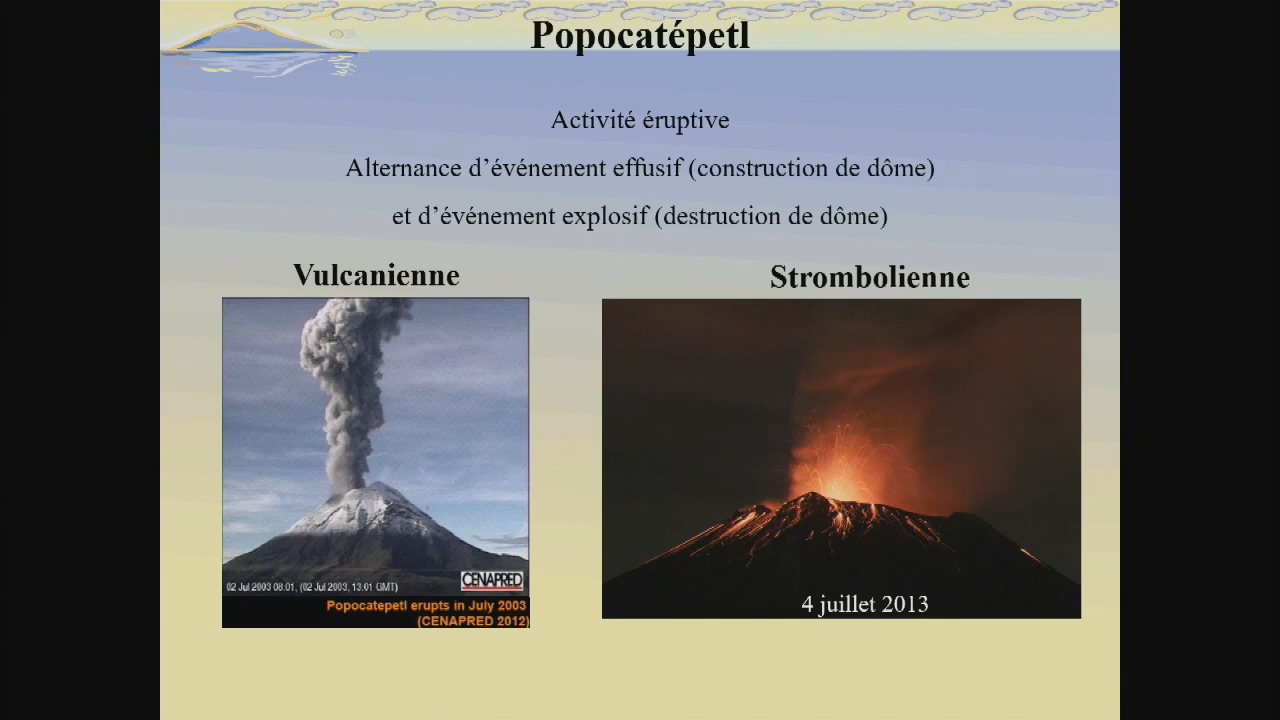 Popocatépetl
Activité éruptive
Alternance d'événement effusif (construction de dôme)
et d'événement explosif (destruction de dôme)
Vulcanienne
Strombolienne
02 Jul 2003 08:01, (02 Jul 2003, 13:01 GMT)
CENAPRED
Popocatepetl erupts in July 2003
(CENAPRED 2012)
4 juillet 2013